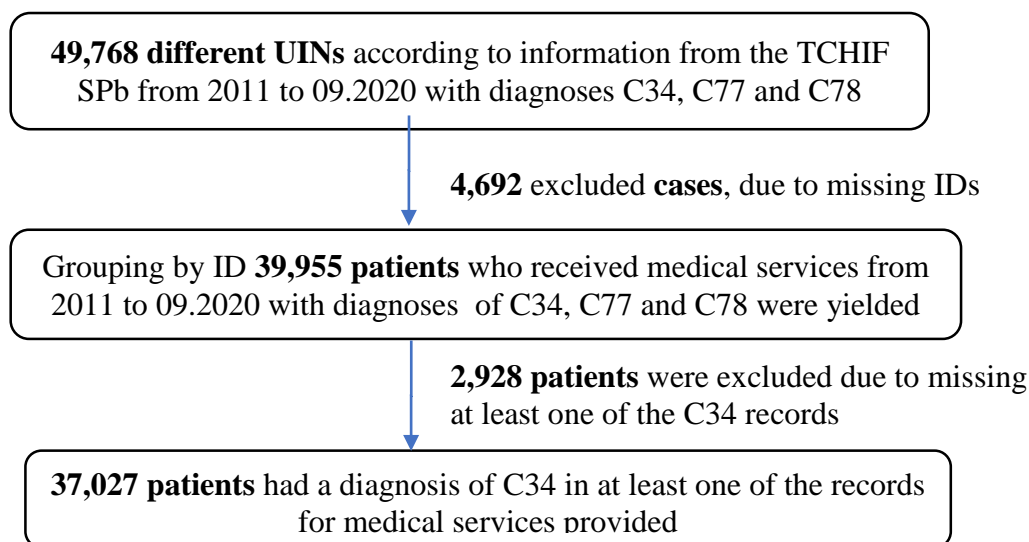 49,768 different UINs according to information from the TCHIF
SPb from 2011 to 09.2020 with diagnoses C34, C77 and C78
4,692 excluded cases, due to missing IDs
Grouping by ID 39,955 patients who received medical services from
2011 to 09.2020 with diagnoses of C34, C77 and C78 were yielded
2,928 patients were excluded due to missing
at least one of the C34 records
37,027 patients had a diagnosis of C34 in at least one of the records
for medical services provided